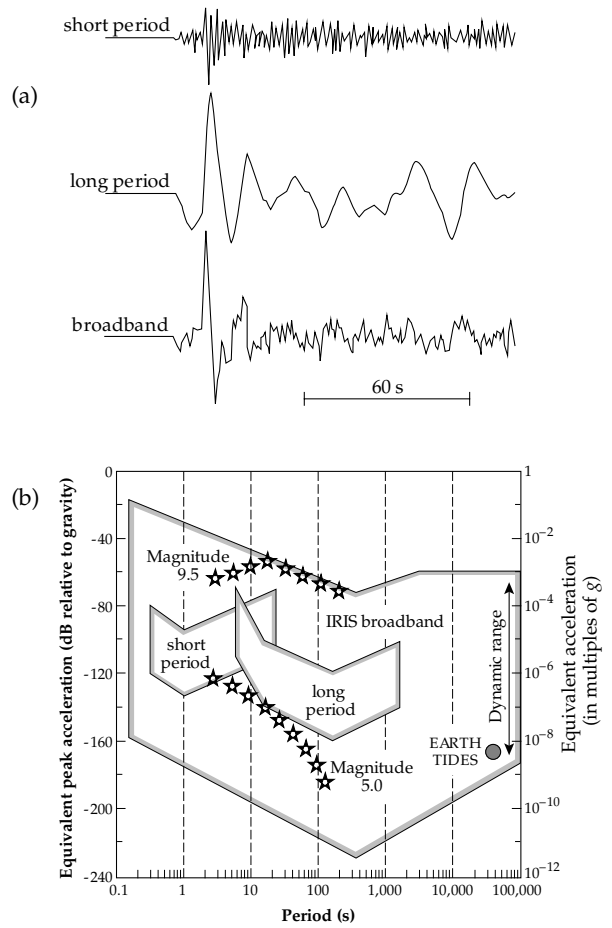 short period
(a)
long period
broadband
60 s
(b)
Equivalent peak acceleration (dB relative to gravity)
0
-40
-60
-80
-120
-160
-200
-240
Magnitude
9.5
short
period
IRIS broadband
long
period
Magnitude
5.0
EARTH
TIDES
Dynamic range
1
10⁻²
10⁻⁴
10⁻⁶
10⁻⁸
10⁻¹⁰
10⁻¹²
Equivalent acceleration
(in multiples of g)
0.1
1
10
100
1,000
10,000
100,000
Period (s)